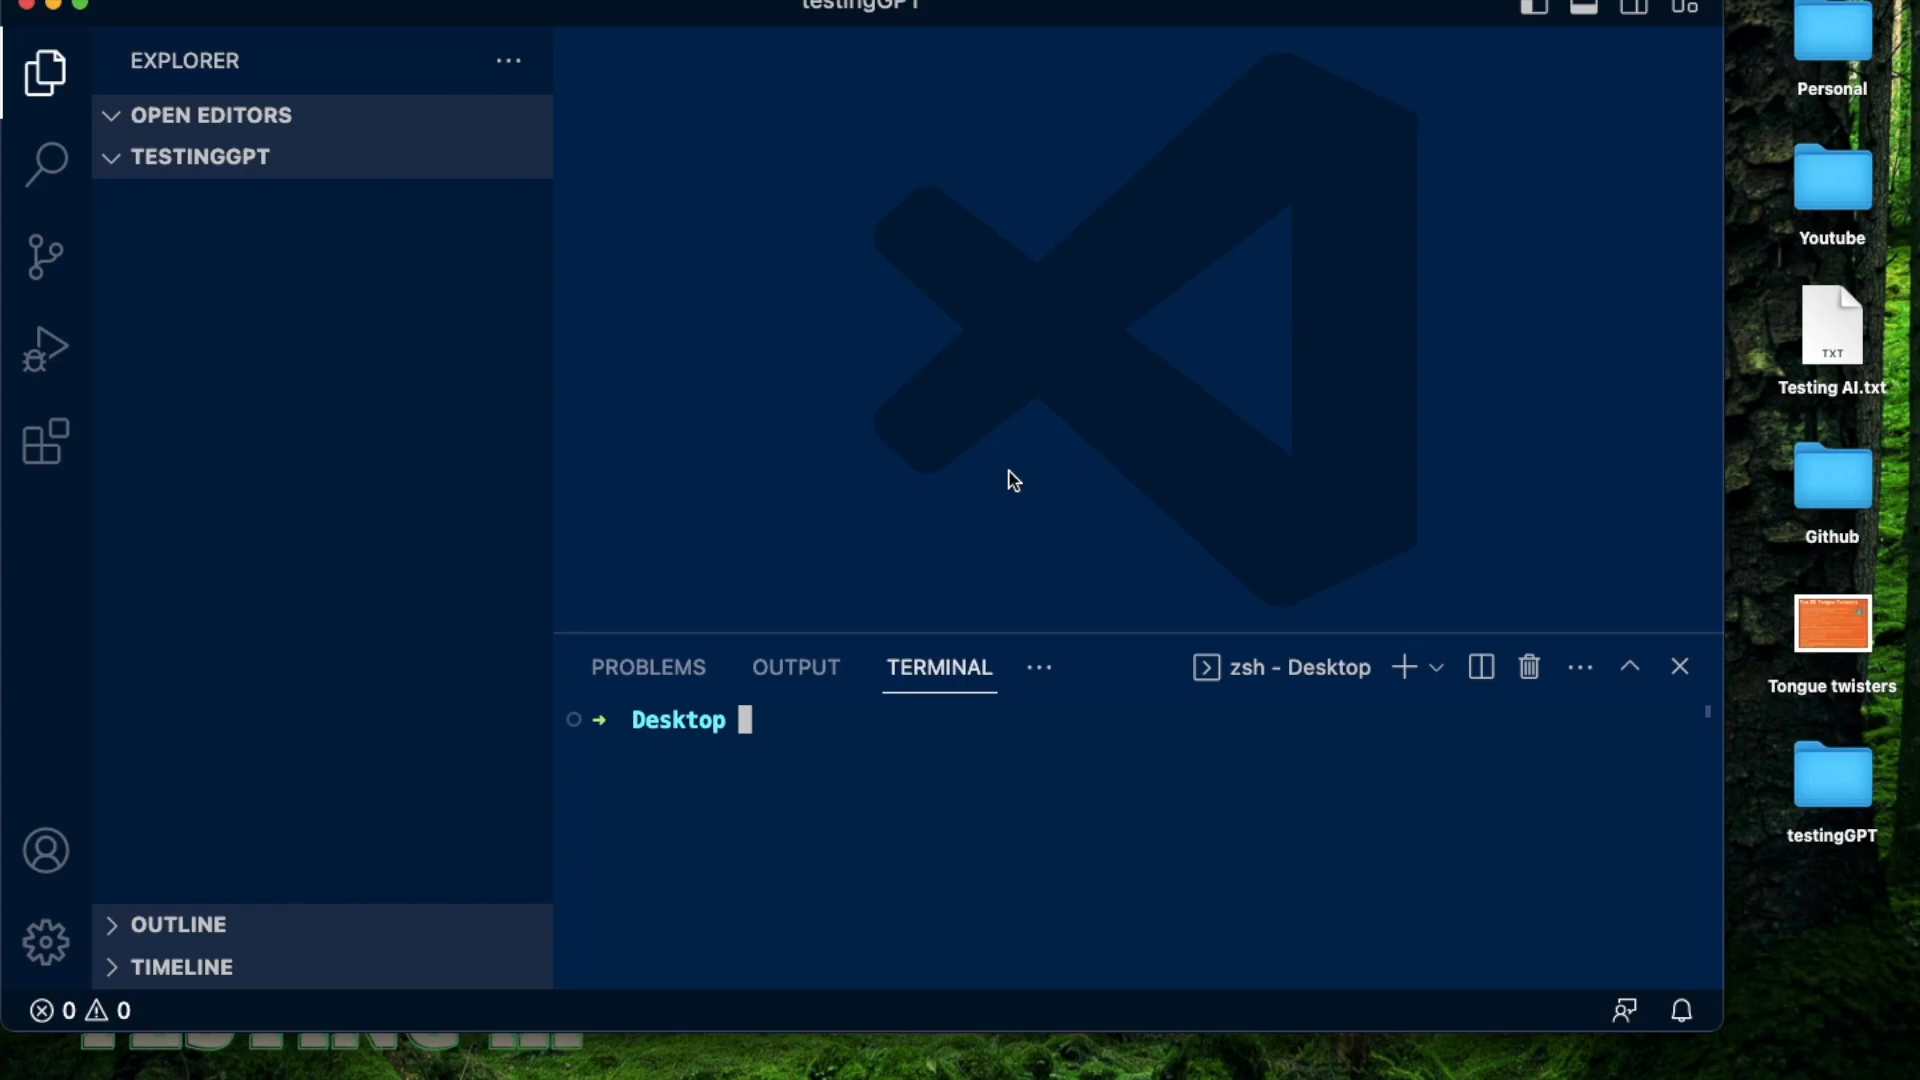 testingGPT
EXPLORER
OPEN EDITORS
TESTINGGPT
OUTLINE
TIMELINE
PROBLEMS OUTPUT TERMINAL
zsh - Desktop
→ Desktop
0 0
Personal
Youtube
TXT
Testing AI.txt
Github
Tongue twisters
testingGPT